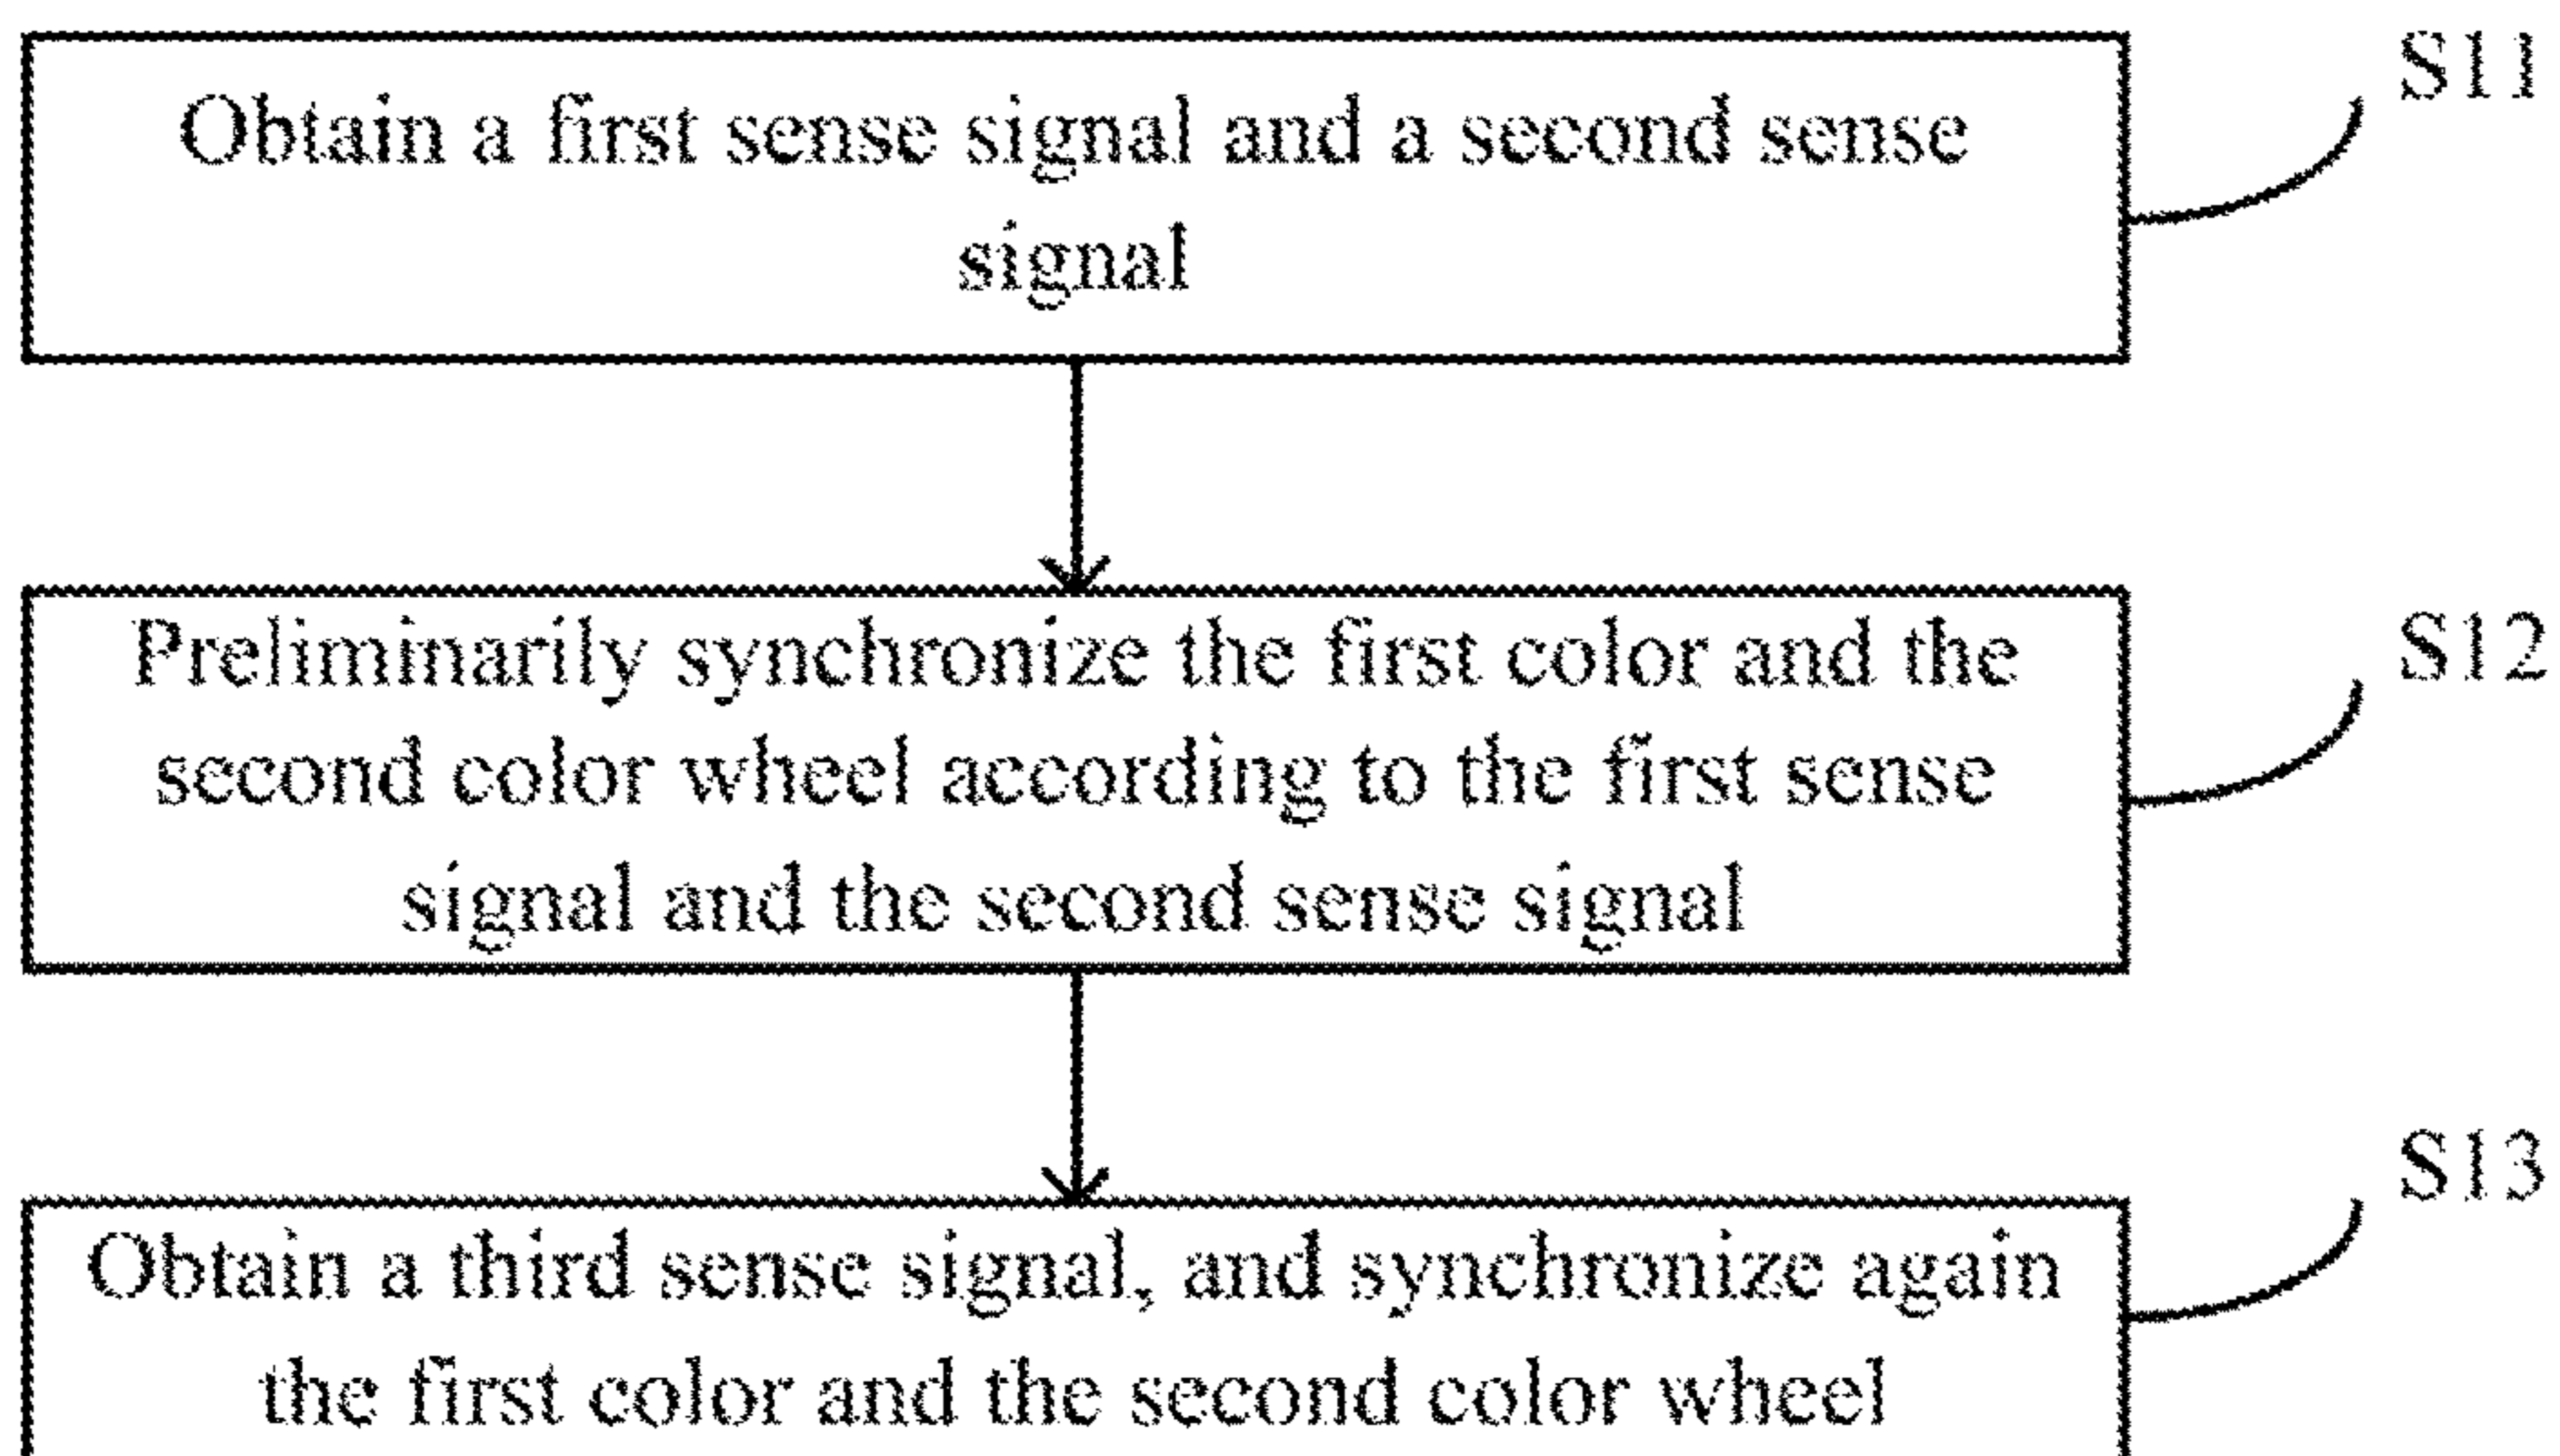 S11
Obtain a first sense signal and a second sense
signal
S12
Preliminarily synchronize the first color and the
second color wheel according to the first sense
signal and the second sense signal
S13
Obtain a third sense signal, and synchronize again
the first color and the second color wheel